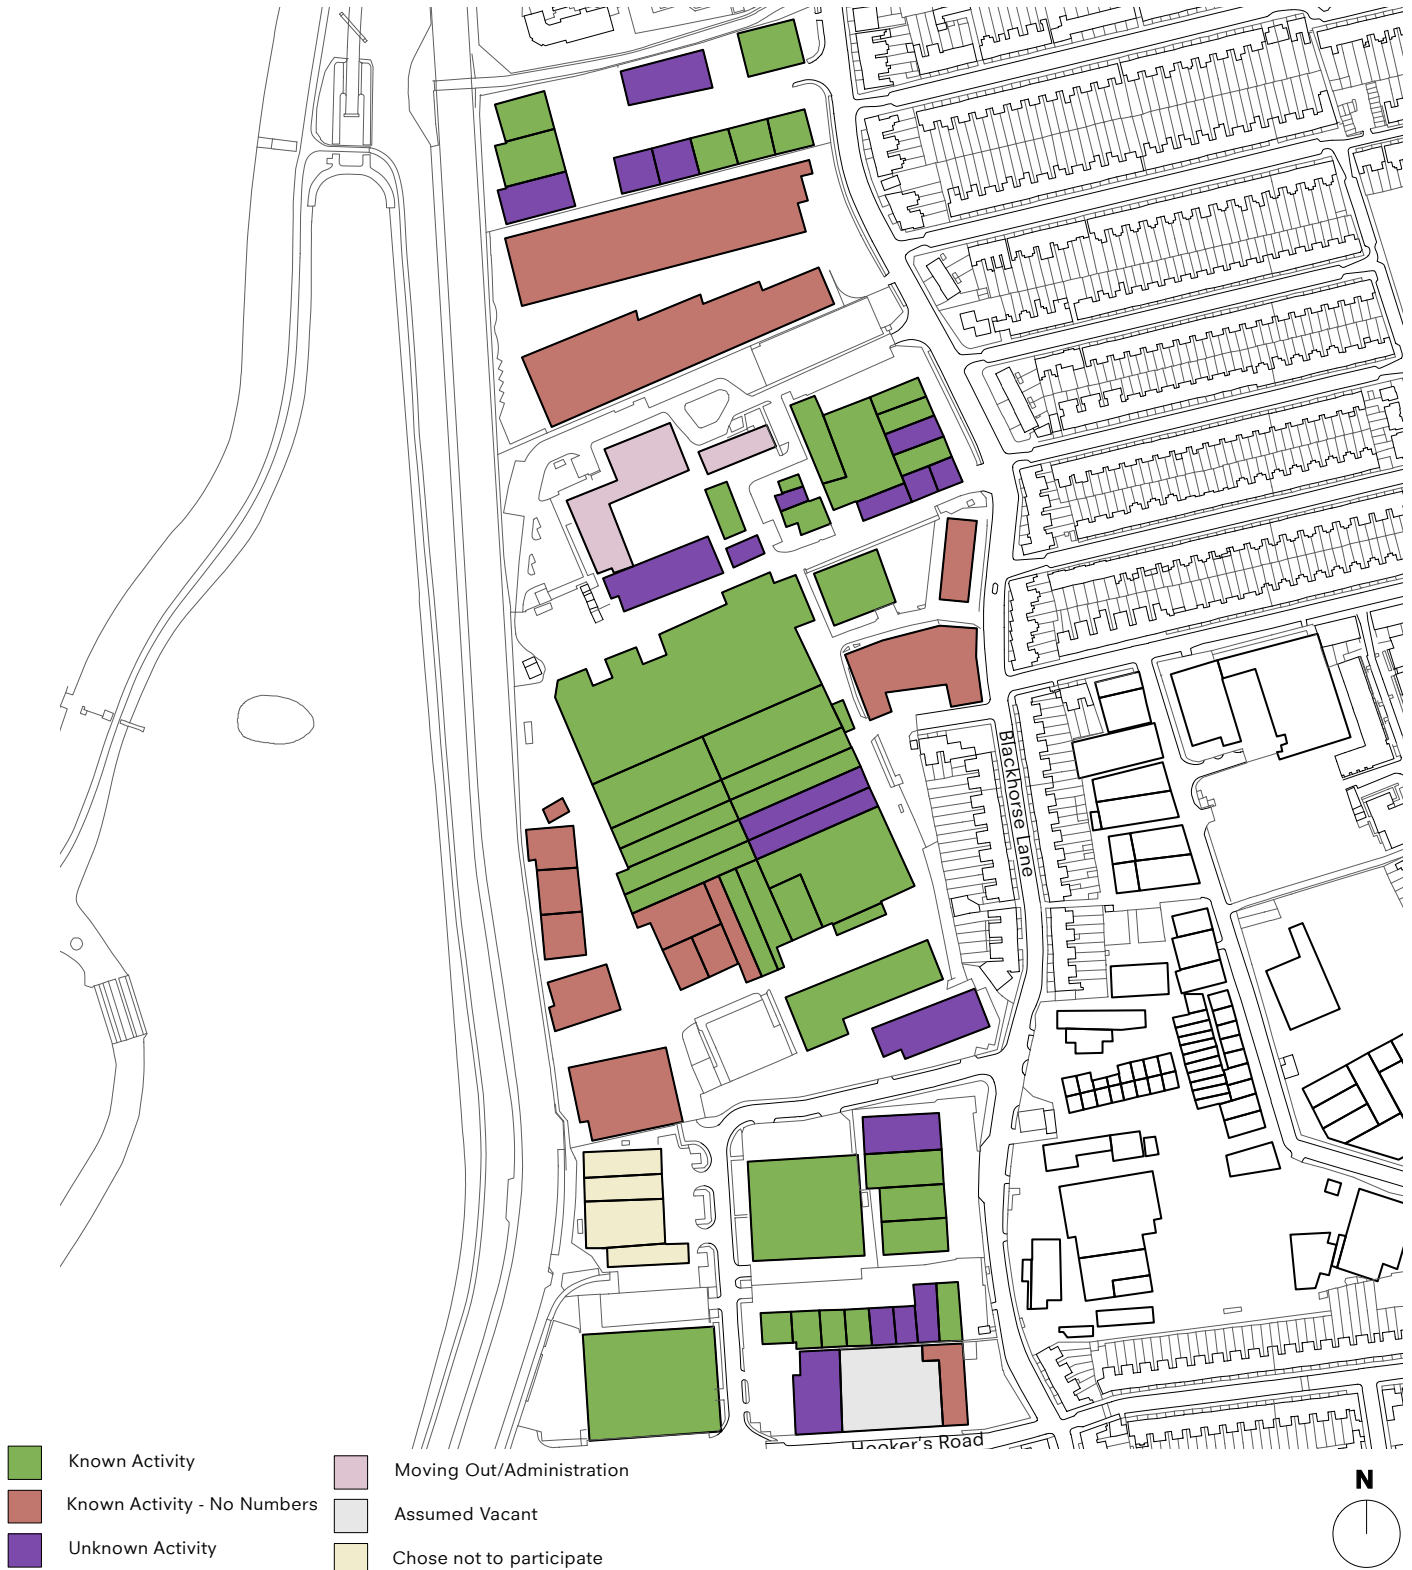 Blackhorse Lane
Hooker's Road
Known Activity
Known Activity - No Numbers
Unknown Activity
Moving Out/Administration
Assumed Vacant
Chose not to participate
N